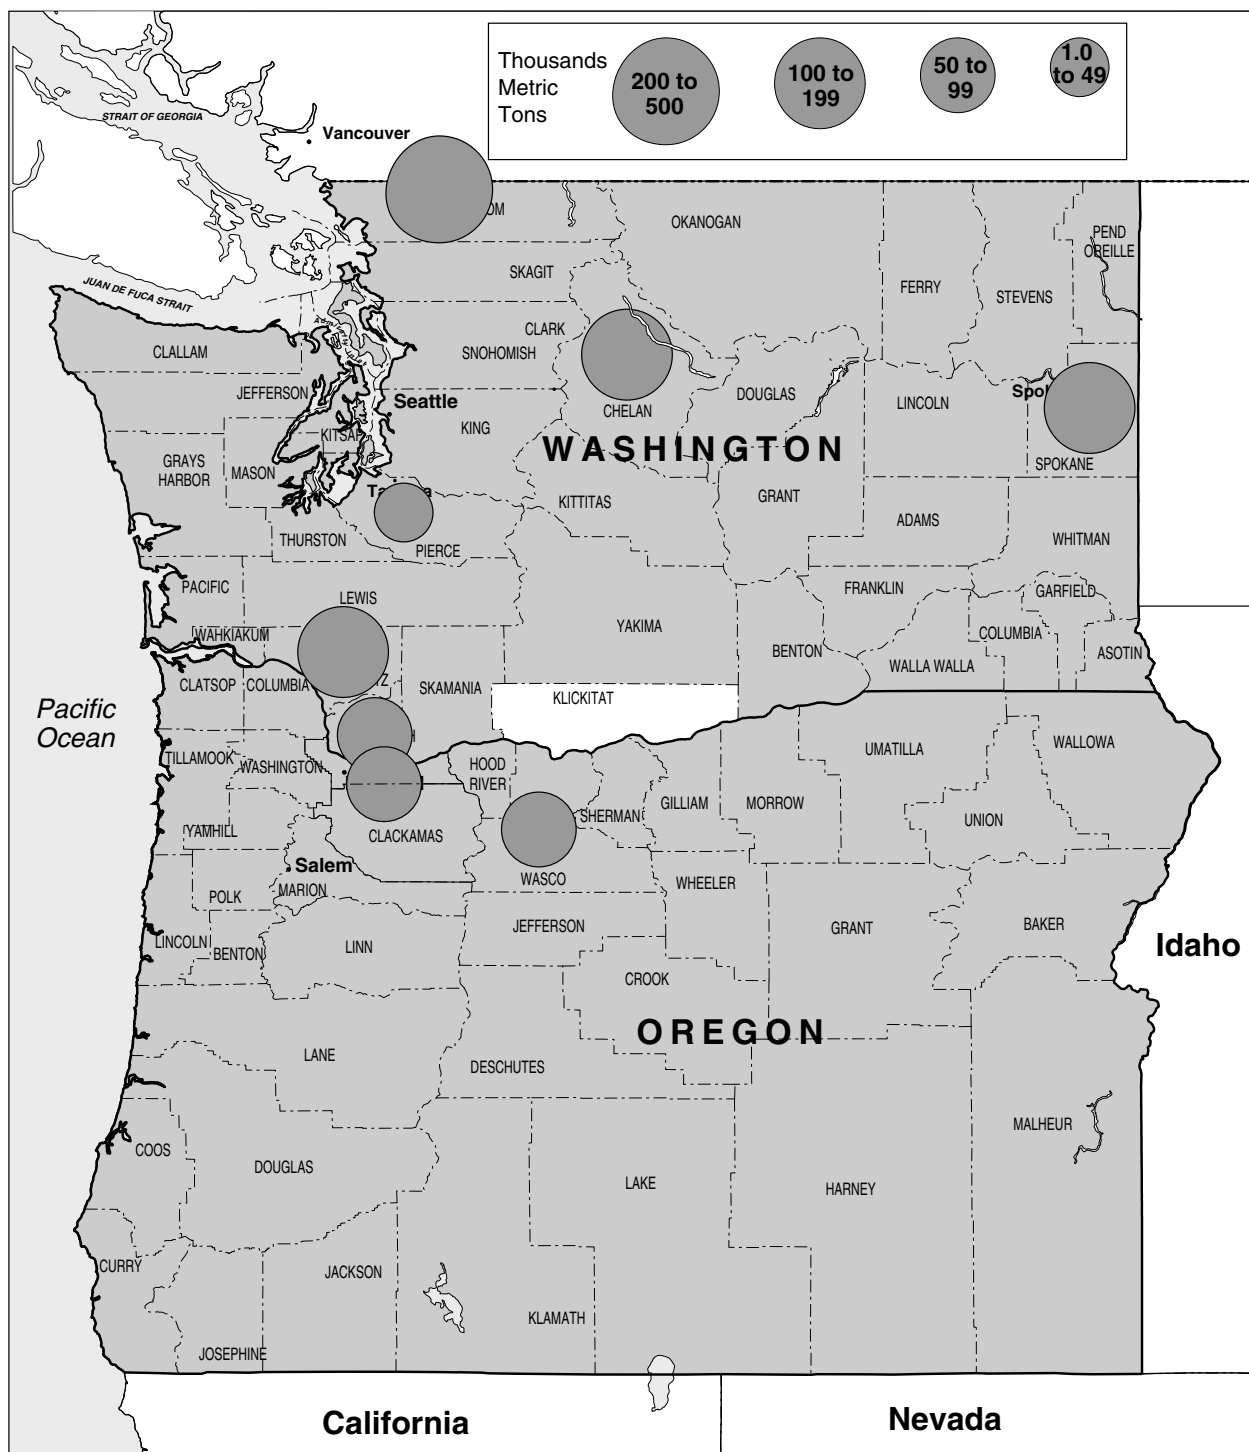 Thousands
Metric
Tons
200 to
500
100 to
199
50 to
99
1.0
to 49
STRAIT OF GEORGIA
Vancouver
OM
OKANOGAN
PEND
OREILLE
SKAGIT
JUAN DE FUCA STRAIT
FERRY
STEVENS
CLARK
SNOHOMISH
CLALLAM
JEFFERSON
Seattle
KING
CHELAN
DOUGLAS
LINCOLN
Spo
KITSAP
WASHINGTON
GRAYS
HARBOR
MASON
SPOKANE
Ta a
KITTITAS
GRANT
ADAMS
THURSTON
PIERCE
WHITMAN
PACIFIC
LEWIS
FRANKLIN
GARFIELD
WAHKIAKUM
YAKIMA
COLUMBIA
BENTON
WALLA WALLA
ASOTIN
CLATSOP
COLUMBIA
TZ
SKAMANIA
KLICKITAT
Pacific
Ocean
H
TILLAMOOK
WASHINGTON
HOOD
RIVER
UMATILLA
WALLOWA
SHERMAN
GILLIAM
MORROW
UNION
YAMHILL
CLACKAMAS
Salem
WASCO
WHEELER
POLK
MARION
JEFFERSON
GRANT
BAKER
LINCOLN
BENTON
LINN
Idaho
CROOK
OREGON
LANE
DESCHUTES
MALHEUR
COOS
DOUGLAS
LAKE
HARNEY
CURRY
JACKSON
KLAMATH
JOSEPHINE
California
Nevada